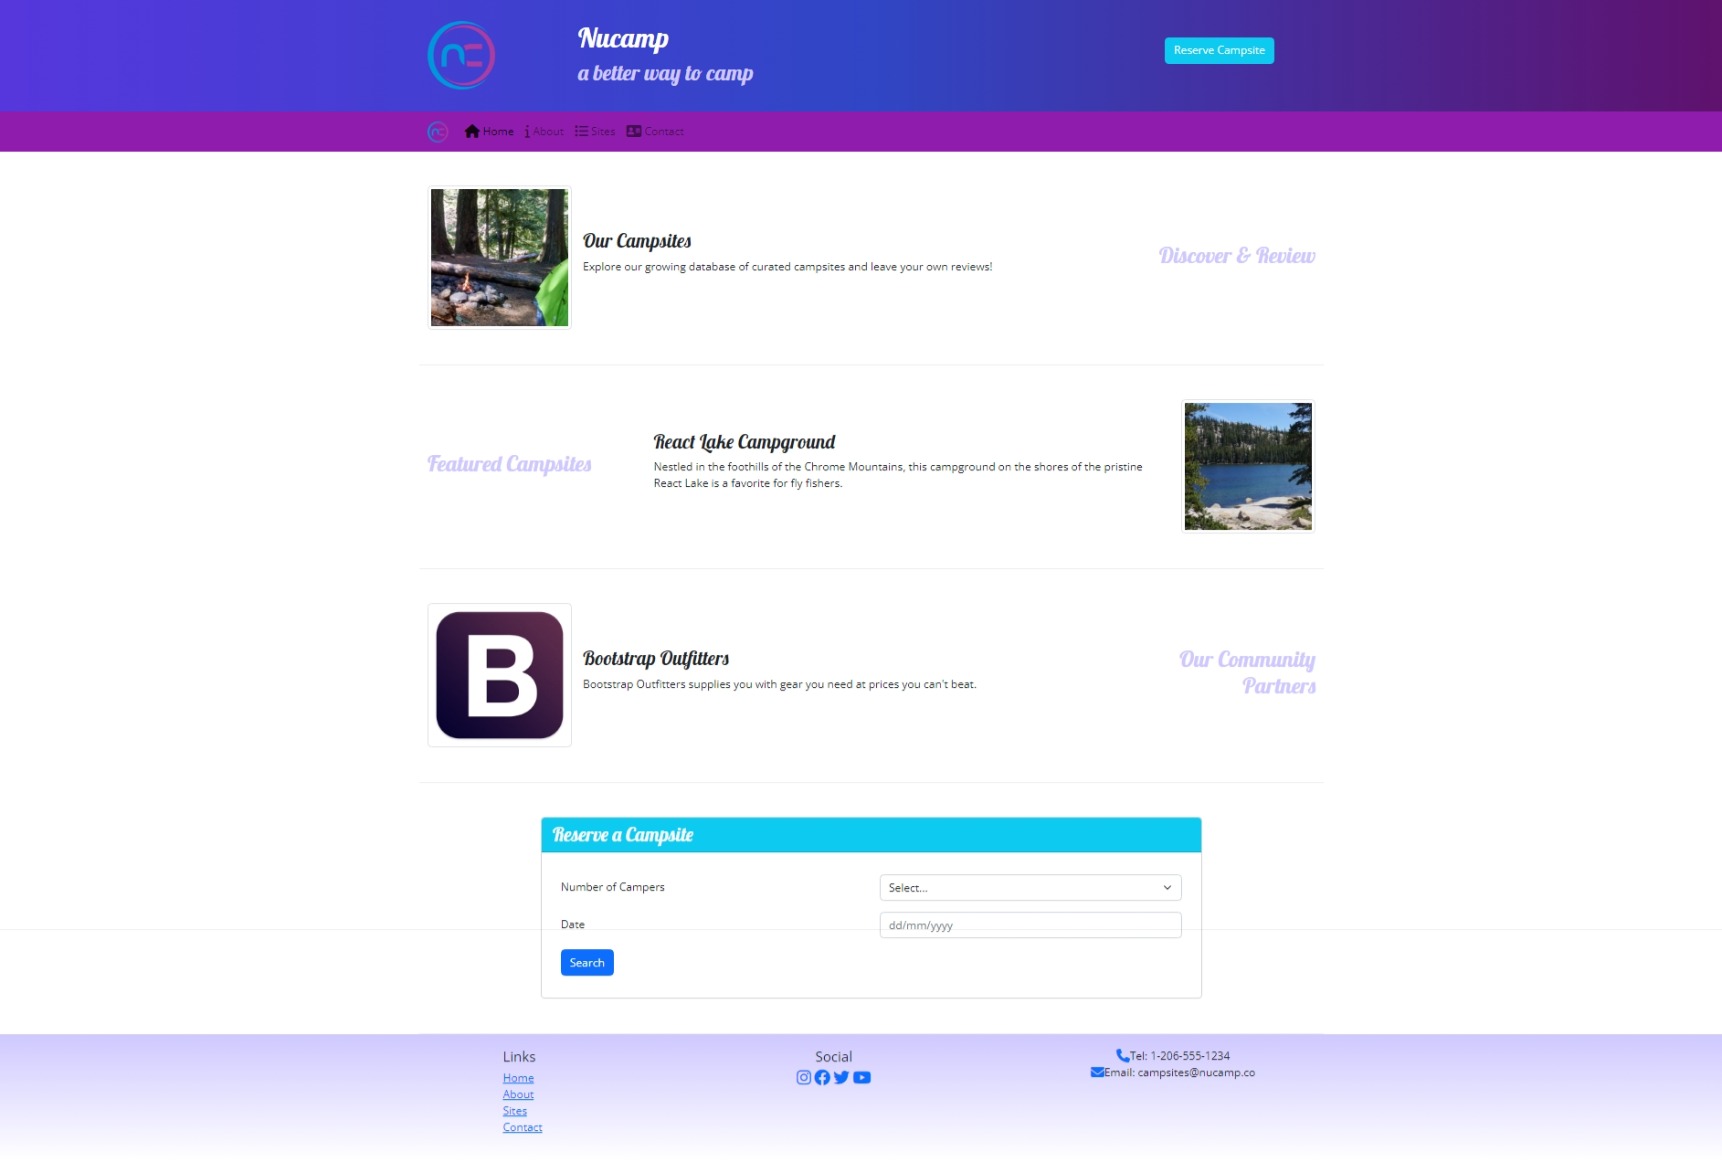 Nucamp
a better way to camp
Reserve Campsite
Home About Sites Contact
Our Campsites
Explore our growing database of curated campsites and leave your own reviews!
Discover & Review
Featured Campsites
React Lake Campground
Nestled in the foothills of the Chrome Mountains, this campground on the shores of the pristine
React Lake is a favorite for fly fishers.
B
Bootstrap Outfitters
Bootstrap Outfitters supplies you with gear you need at prices you can't beat.
Our Community
Partners
Reserve a Campsite
Number of Campers
Select...
Date
dd/mm/yyyy
Search
Links
Home
About
Sites
Contact
Social
Tel: 1-206-555-1234
Email: campsites@nucamp.co